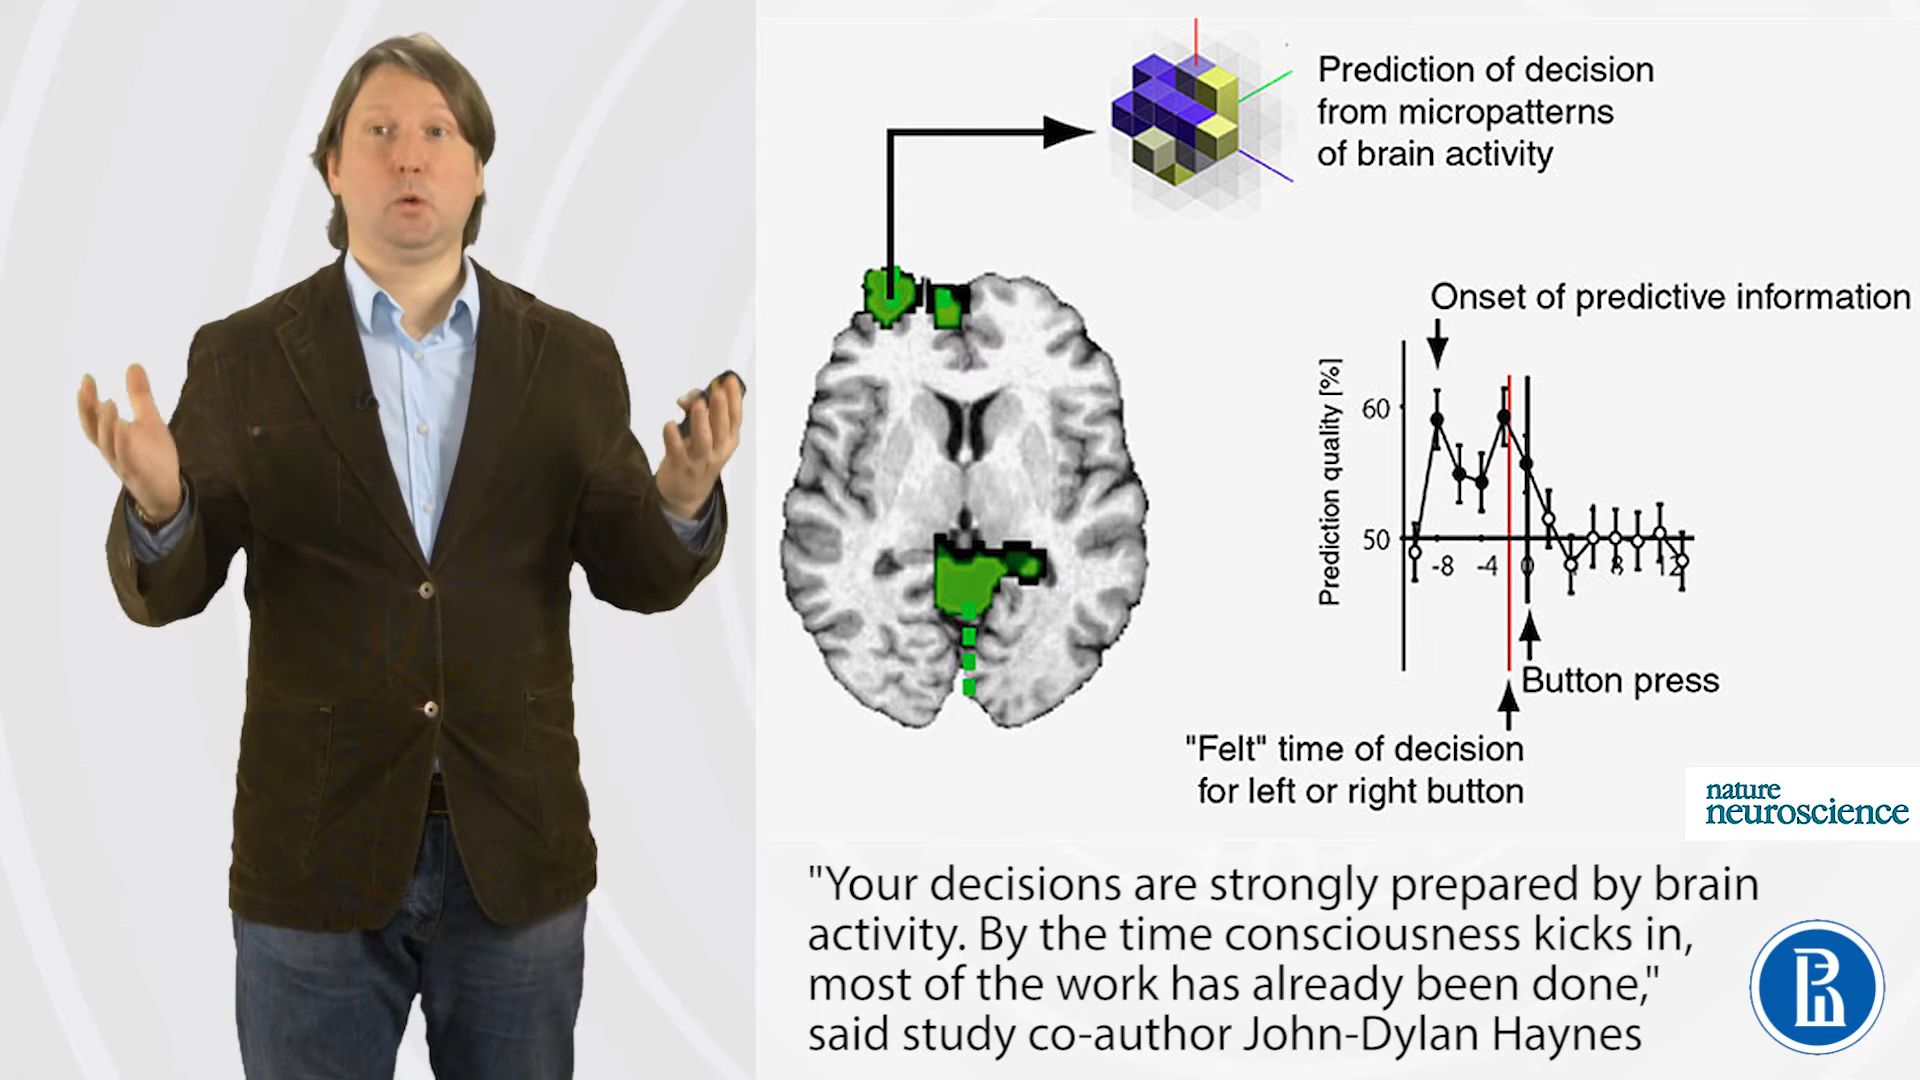 Prediction of decision
from micropatterns
of brain activity
Onset of predictive information
Prediction quality [%]
60
50
-8
-4
0
8
12
Button press
"Felt" time of decision
for left or right button
nature
neuroscience
"Your decisions are strongly prepared by brain
activity. By the time consciousness kicks in,
most of the work has already been done,"
said study co-author John-Dylan Haynes